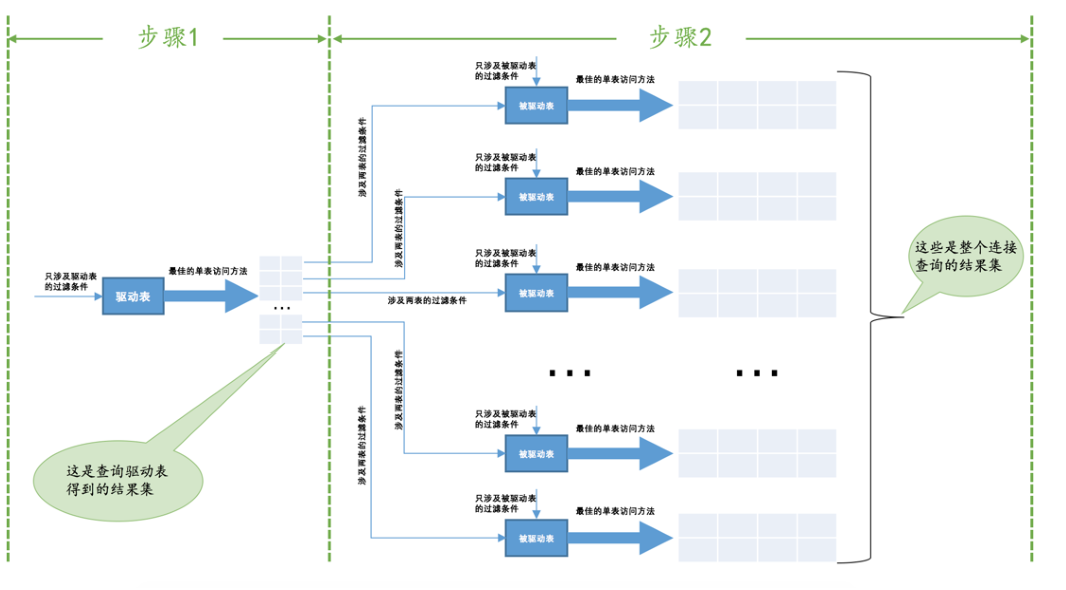 步骤1
步骤2
只涉及驱动表
的过滤条件
驱动表
最佳的单表访问方法
...
这是查询驱动表
得到的结果集
涉及两表的过滤条件
只涉及被驱动表
的过滤条件
被驱动表
最佳的单表访问方法
涉及两表的过滤条件
只涉及被驱动表
的过滤条件
被驱动表
最佳的单表访问方法
涉及两表的过滤条件
只涉及被驱动表
的过滤条件
被驱动表
最佳的单表访问方法
...
...
涉及两表的过滤条件
只涉及被驱动表
的过滤条件
被驱动表
最佳的单表访问方法
涉及两表的过滤条件
只涉及被驱动表
的过滤条件
被驱动表
最佳的单表访问方法
这些是整个连接
查询的结果集